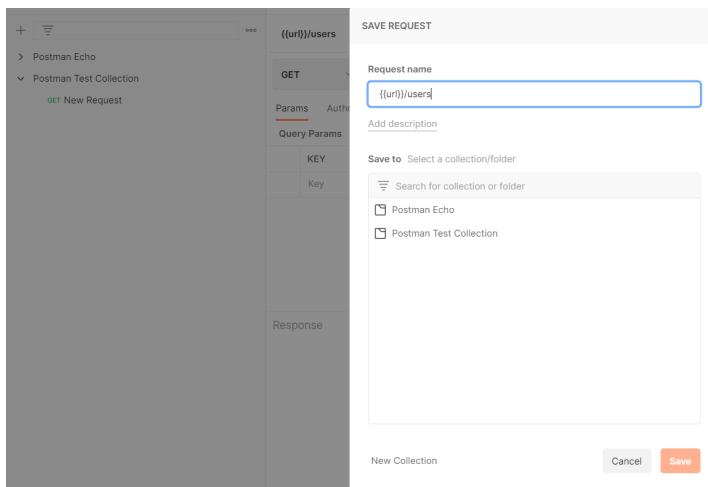 Postman Echo
Postman Test Collection
GET New Request
{{url}}/users
GET
Params Autho
Query Params
KEY
Key
Response
SAVE REQUEST
Request name
{{url}}/users
Add description
Save to Select a collection/folder
Search for collection or folder
Postman Echo
Postman Test Collection
New Collection
Cancel
Save